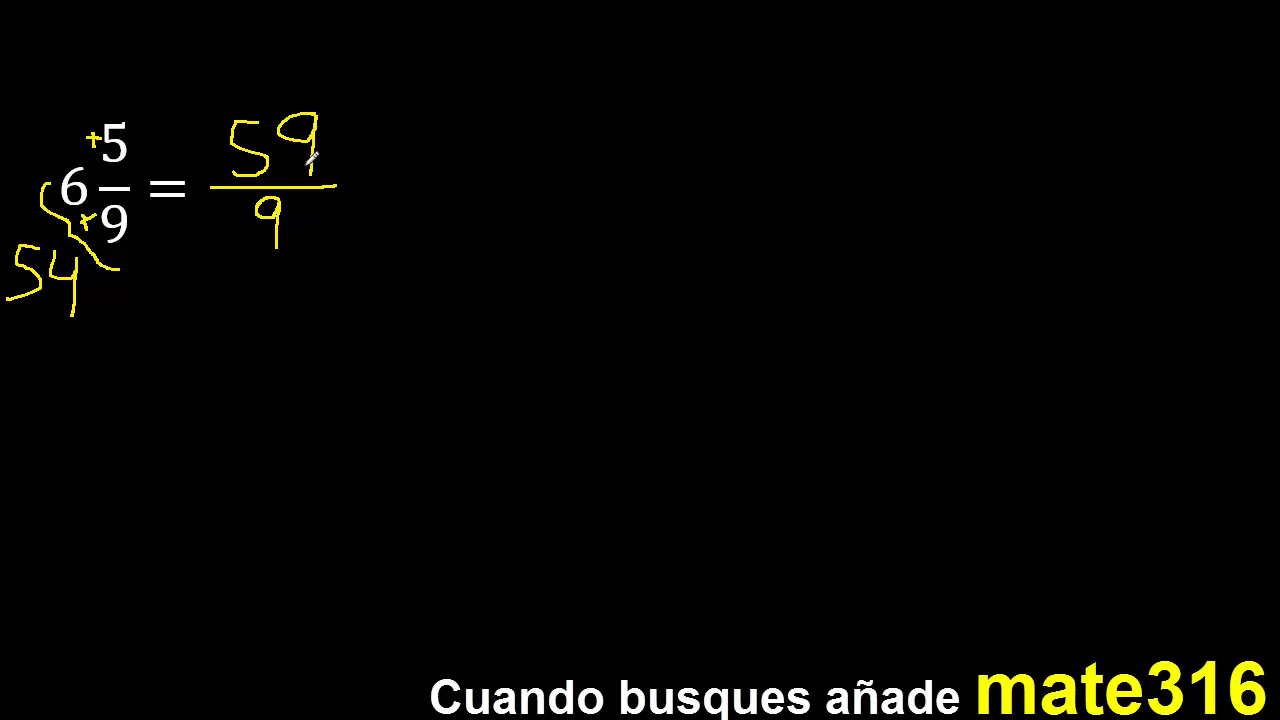 6 5/9 = 59/9
+
+
54
Cuando busques añade mate316